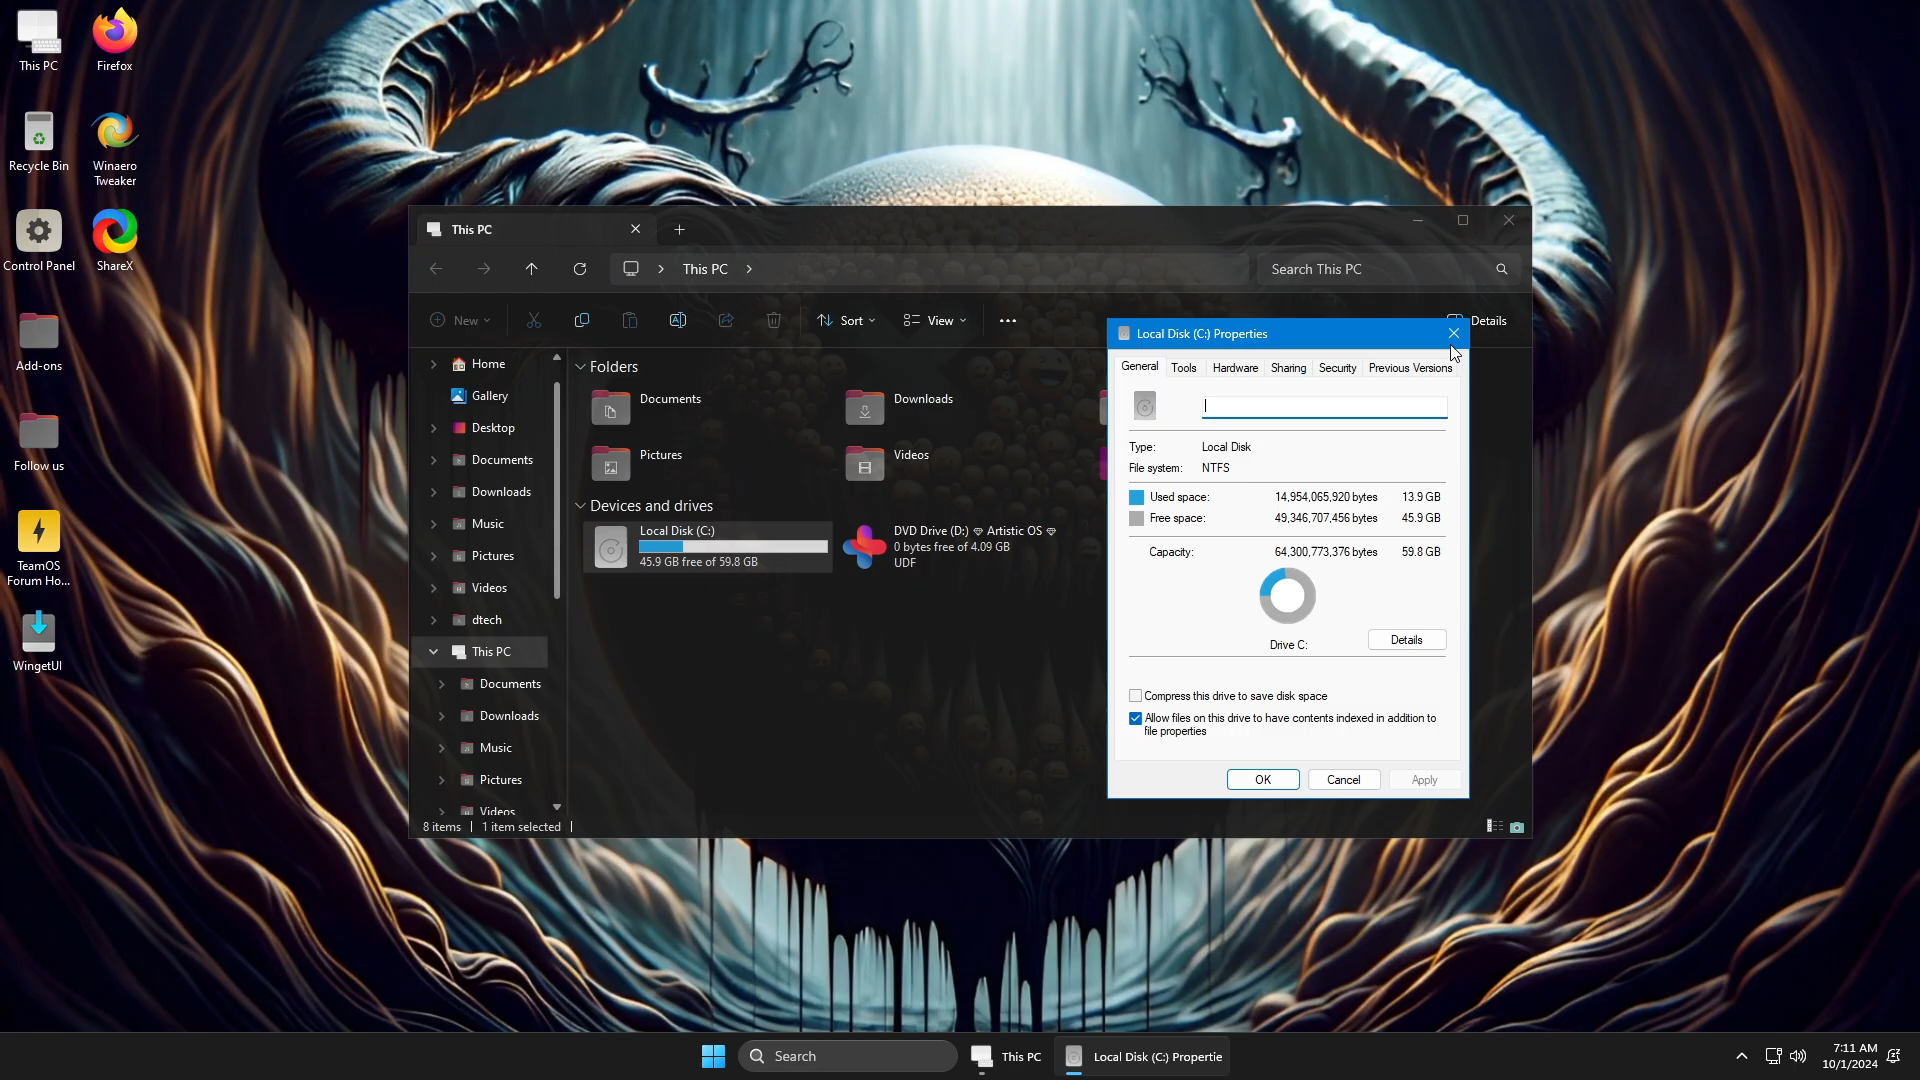 This PC
Firefox
Recycle Bin
Winaero
Tweaker
Control Panel
ShareX
Add-ons
Follow us
TeamOS
Forum Ho...
WingetUI
This PC
This PC
Search This PC
New
Sort
View
Details
Home
Gallery
Desktop
Documents
Downloads
Music
Pictures
Videos
dtech
This PC
Documents
Downloads
Music
Pictures
Videos
Folders
Documents
Downloads
Pictures
Videos
Devices and drives
Local Disk (C:)
45.9 GB free of 59.8 GB
DVD Drive (D:) 💎 Artistic OS 💎
0 bytes free of 4.09 GB
UDF
8 items
1 item selected
Local Disk (C:) Properties
General Tools Hardware Sharing Security Previous Versions
Type: Local Disk
File system: NTFS
Used space: 14,954,065,920 bytes 13.9 GB
Free space: 49,346,707,456 bytes 45.9 GB
Capacity: 64,300,773,376 bytes 59.8 GB
Drive C:
Details
Compress this drive to save disk space
Allow files on this drive to have contents indexed in addition to
file properties
OK Cancel Apply
Search
This PC
Local Disk (C:) Propertie
7:11 AM
10/1/2024